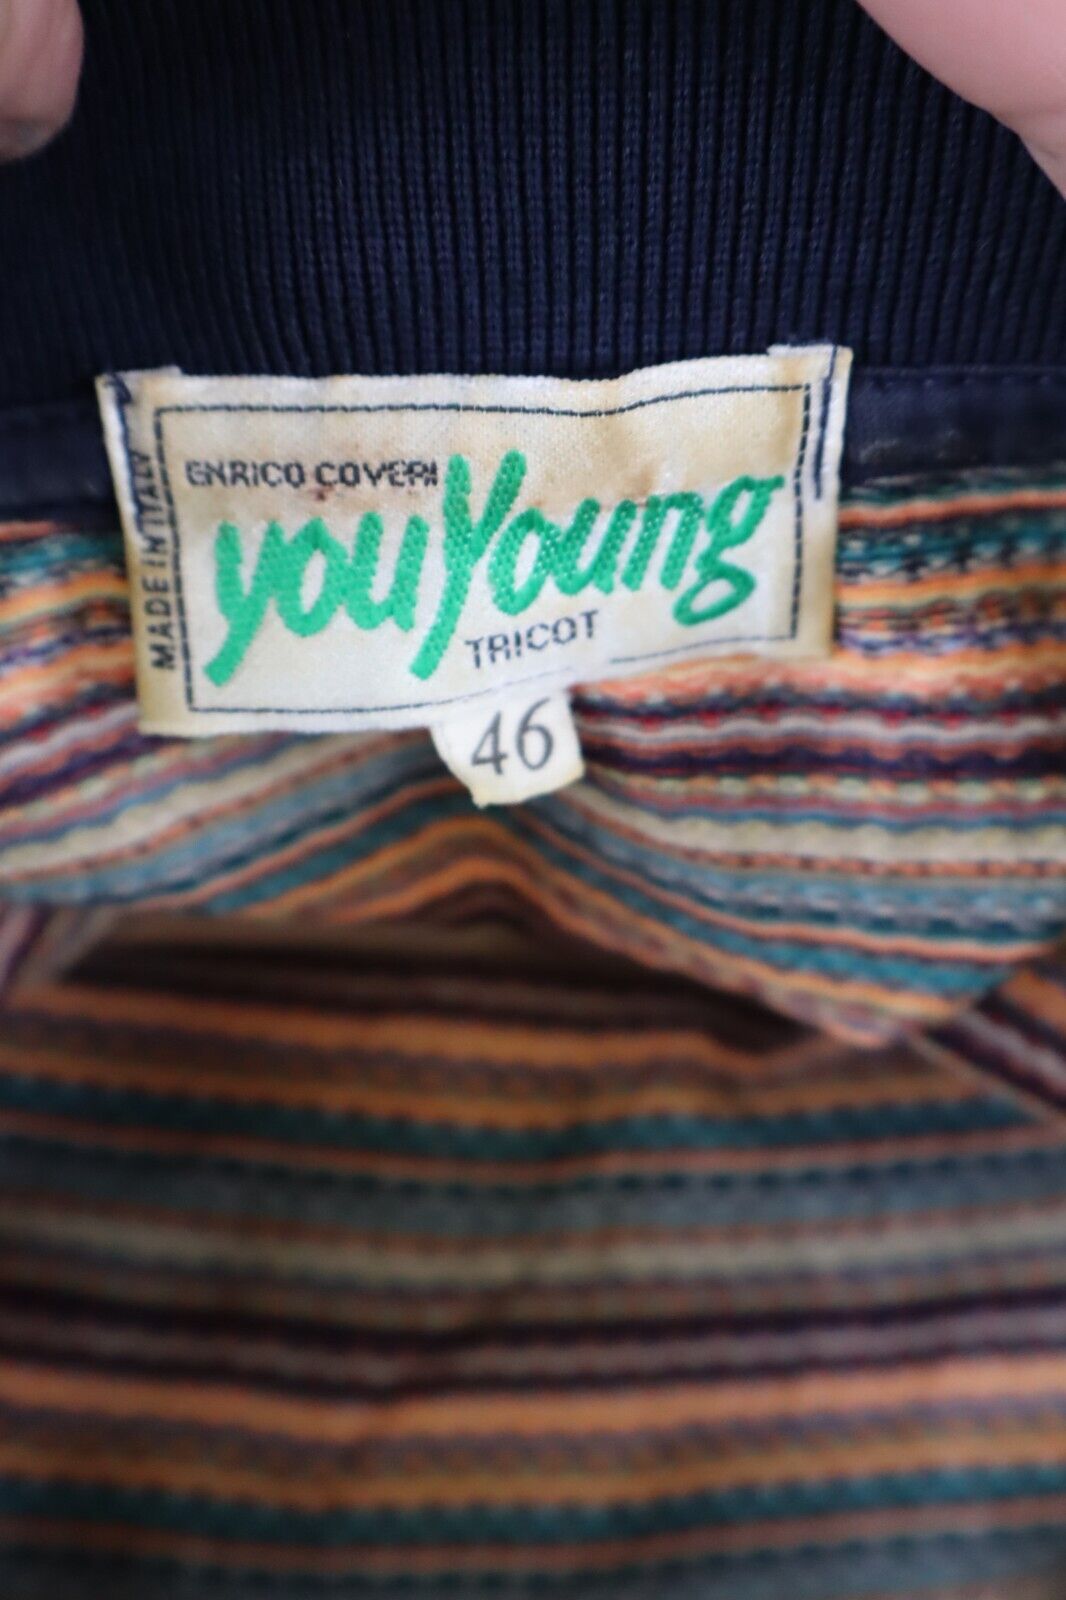 ENRICO COVERI
youYoung
TRICOT
MADE IN ITALY
46